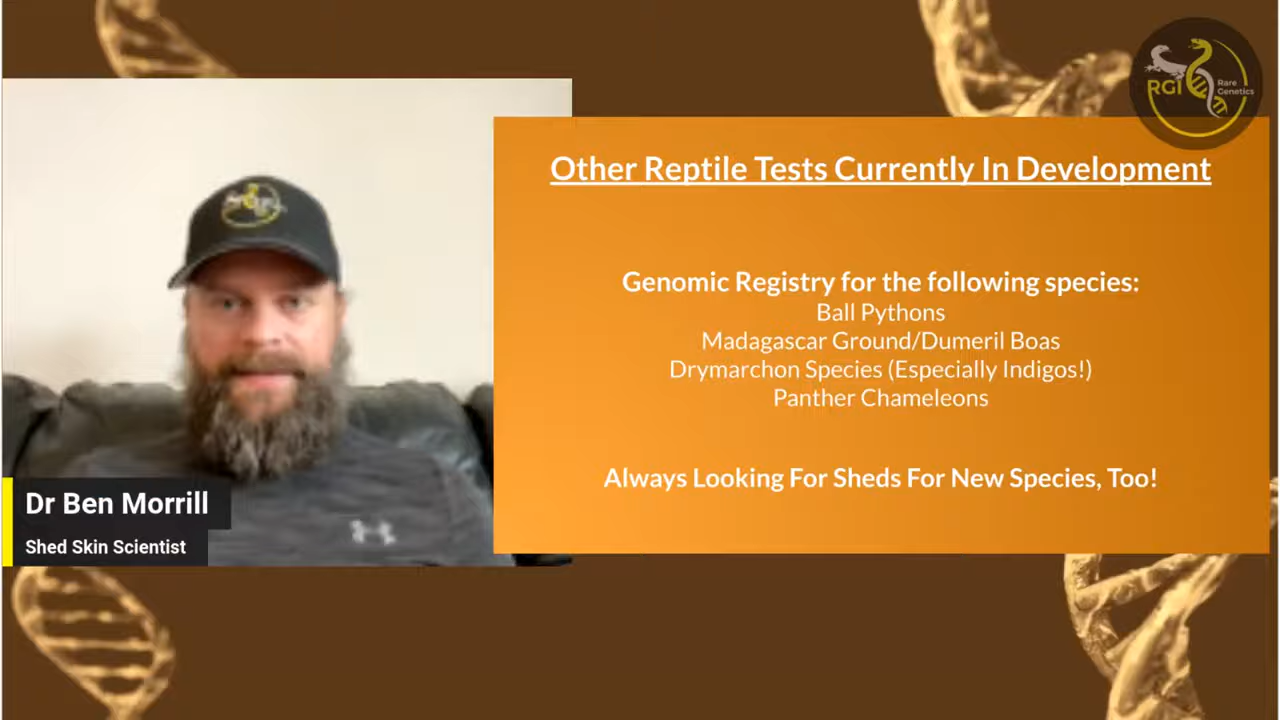 RGI
Rare
Genetics
Other Reptile Tests Currently In Development
Genomic Registry for the following species:
Ball Pythons
Madagascar Ground/Dumeril Boas
Drymarchon Species (Especially Indigos!)
Panther Chameleons
Always Looking For Sheds For New Species, Too!
Dr Ben Morrill
Shed Skin Scientist